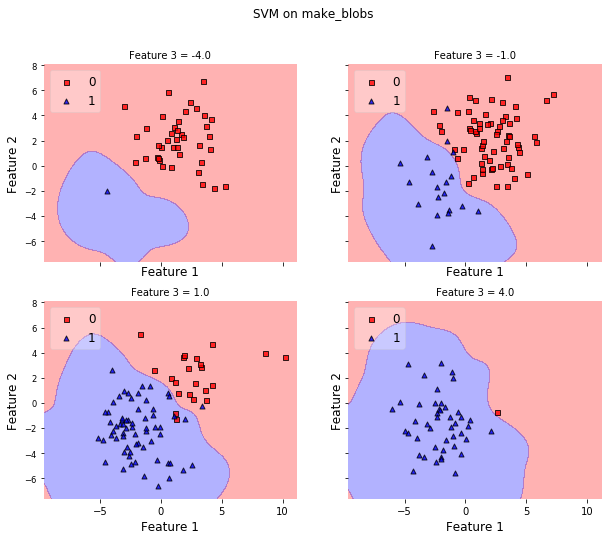 SVM on make_blobs
Feature 3 = -4.0
8
6
4
2
0
−2
−4
−6
Feature 2
0
1
Feature 1
Feature 3 = -1.0
Feature 2
0
1
Feature 1
Feature 3 = 1.0
8
6
4
2
0
−2
−4
−6
Feature 2
0
1
−5
0
5
10
Feature 1
Feature 3 = 4.0
Feature 2
0
1
−5
0
5
10
Feature 1